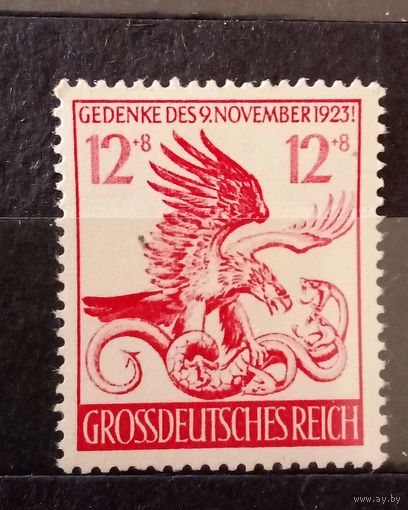 GEDENKE DES 9. NOVEMBER 1923!
12+8 12+8
GROSSDEUTSCHES REICH
www.ay.by